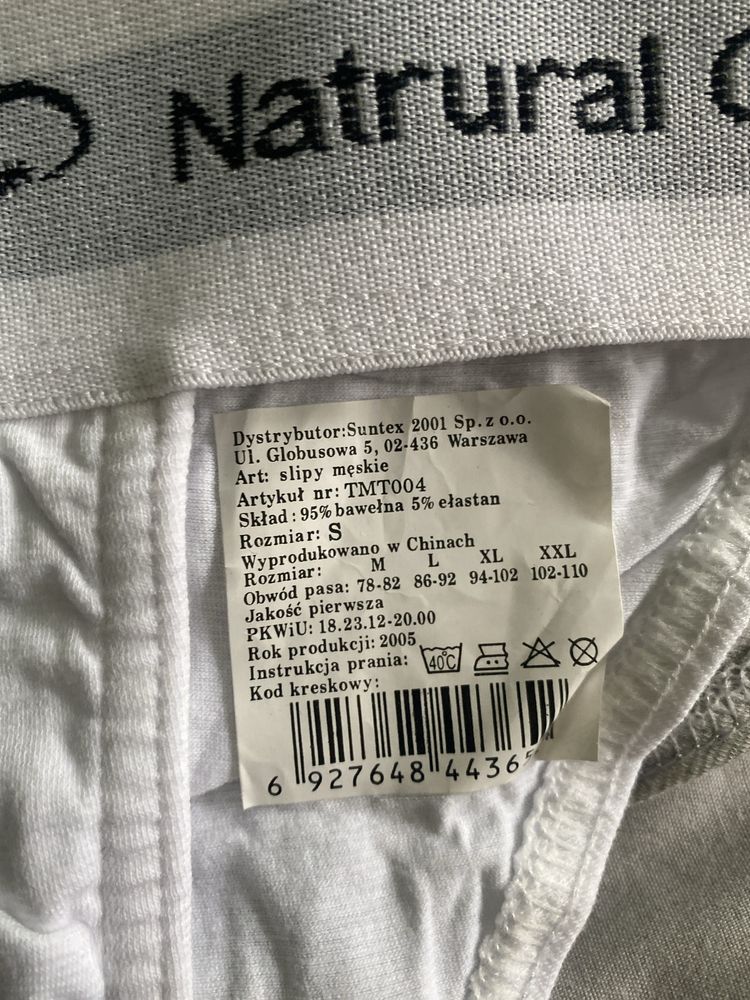 Natrural
Dystrybutor:Suntex 2001 Sp.z o.o.
Ul. Globusowa 5, 02-436 Warszawa
Art: slipy męskie
Artykuł nr: TMT004
Skład: 95% bawełna 5% ełastan
Rozmiar: S
Wyprodukowano w Chinach
Rozmiar: M L XL XXL
Obwód pasa: 78-82 86-92 94-102 102-110
Jakość pierwsza
PKWiU: 18.23.12-20.00
Rok produkcji: 2005
Instrukcja prania: 40°C
Kod kreskowy:
6 927648 4436